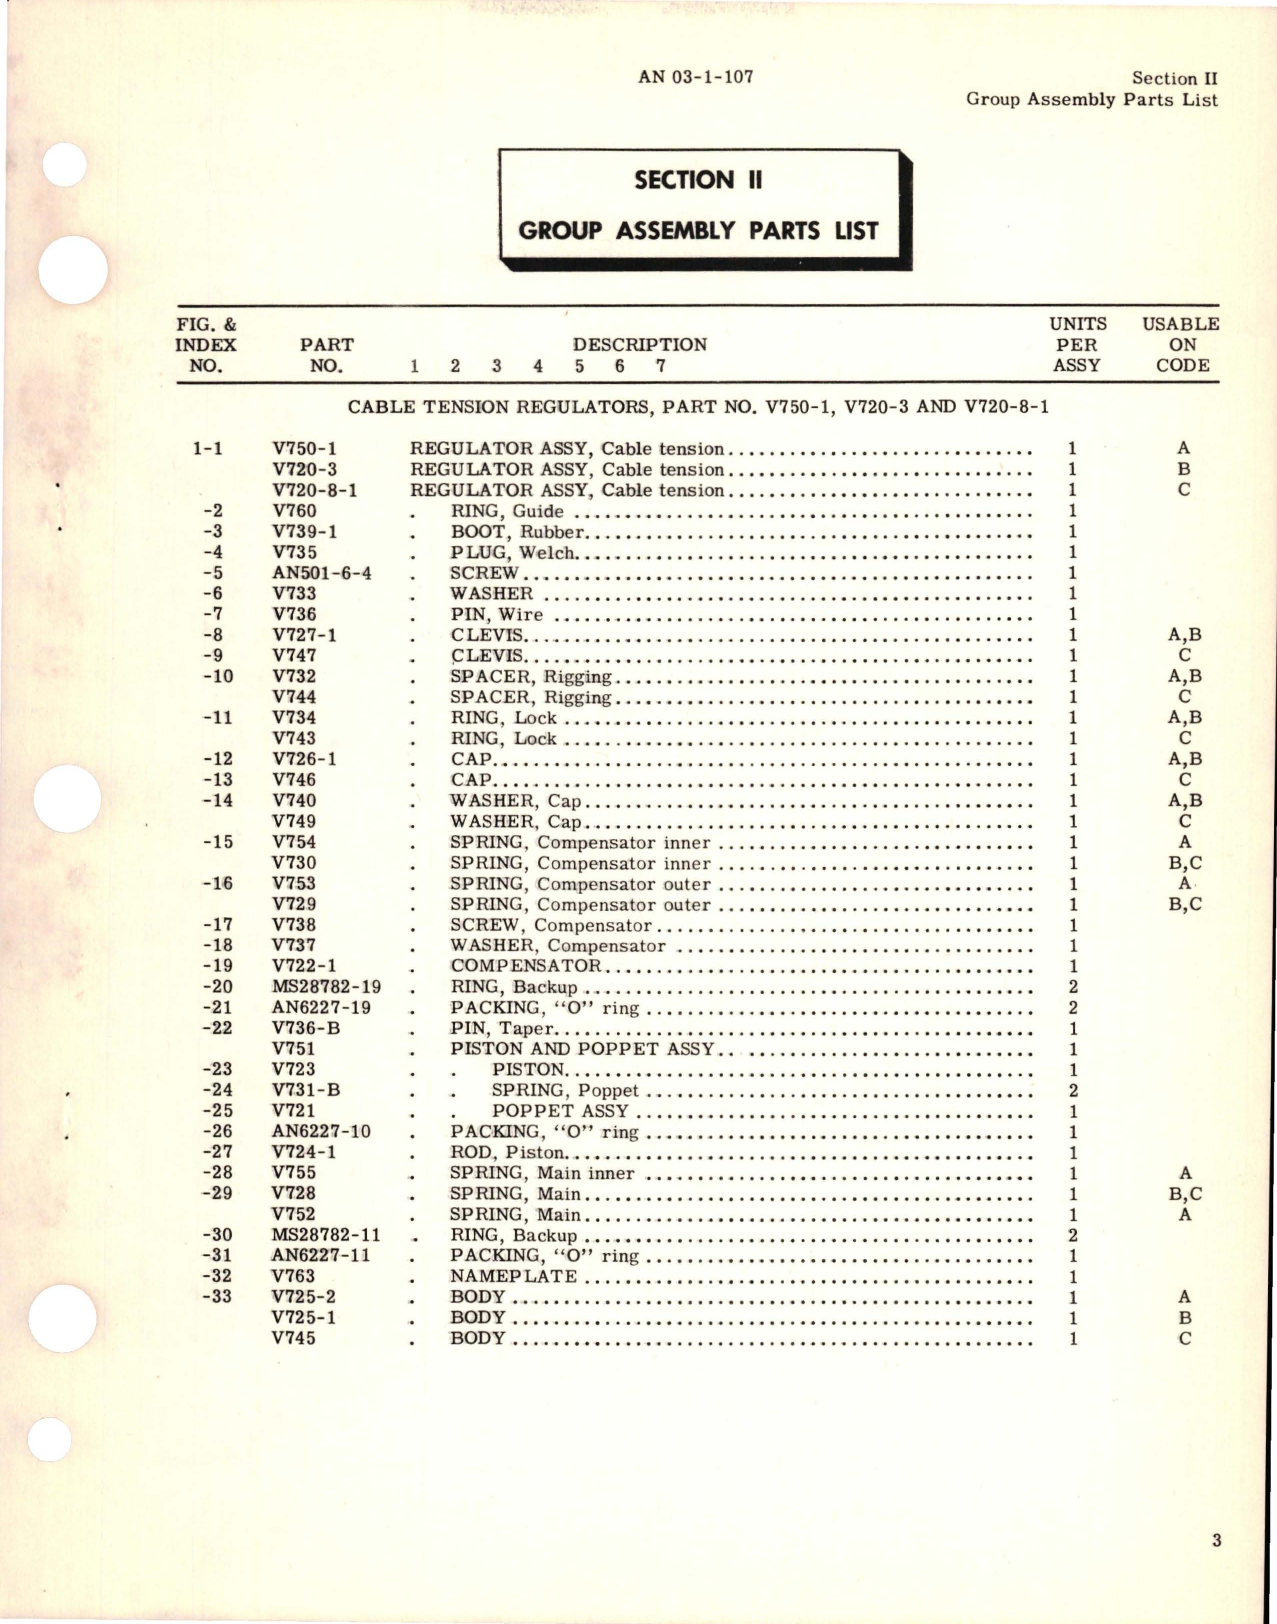 AN 03-1-107
Section II
Group Assembly Parts List
SECTION II
GROUP ASSEMBLY PARTS LIST
FIG. & INDEX NO. PART NO. DESCRIPTION 1 2 3 4 5 6 7 UNITS PER ASSY USABLE ON CODE
CABLE TENSION REGULATORS, PART NO. V750-1, V720-3 AND V720-8-1
1-1 V750-1 REGULATOR ASSY, Cable tension 1 A
V720-3 REGULATOR ASSY, Cable tension 1 B
V720-8-1 REGULATOR ASSY, Cable tension 1 C
-2 V760 . RING, Guide 1
-3 V739-1 . BOOT, Rubber 1
-4 V735 . PLUG, Welch 1
-5 AN501-6-4 . SCREW 1
-6 V733 . WASHER 1
-7 V736 . PIN, Wire 1
-8 V727-1 . CLEVIS 1 A,B
-9 V747 . CLEVIS 1 C
-10 V732 . SPACER, Rigging 1 A,B
V744 . SPACER, Rigging 1 C
-11 V734 . RING, Lock 1 A,B
V743 . RING, Lock 1 C
-12 V726-1 . CAP 1 A,B
-13 V746 . CAP 1 C
-14 V740 . WASHER, Cap 1 A,B
V749 . WASHER, Cap 1 C
-15 V754 . SPRING, Compensator inner 1 A
V730 . SPRING, Compensator inner 1 B,C
-16 V753 . SPRING, Compensator outer 1 A
V729 . SPRING, Compensator outer 1 B,C
-17 V738 . SCREW, Compensator 1
-18 V737 . WASHER, Compensator 1
-19 V722-1 . COMPENSATOR 1
-20 MS28782-19 . RING, Backup 2
-21 AN6227-19 . PACKING, “O” ring 2
-22 V736-B . PIN, Taper 1
V751 . PISTON AND POPPET ASSY 1
-23 V723 . . PISTON 1
-24 V731-B . . SPRING, Poppet 2
-25 V721 . . POPPET ASSY 1
-26 AN6227-10 . PACKING, “O” ring 1
-27 V724-1 . ROD, Piston 1
-28 V755 . SPRING, Main inner 1 A
-29 V728 . SPRING, Main 1 B,C
V752 . SPRING, Main 1 A
-30 MS28782-11 . RING, Backup 2
-31 AN6227-11 . PACKING, “O” ring 1
-32 V763 . NAMEPLATE 1
-33 V725-2 . BODY 1 A
V725-1 . BODY 1 B
V745 . BODY 1 C
3